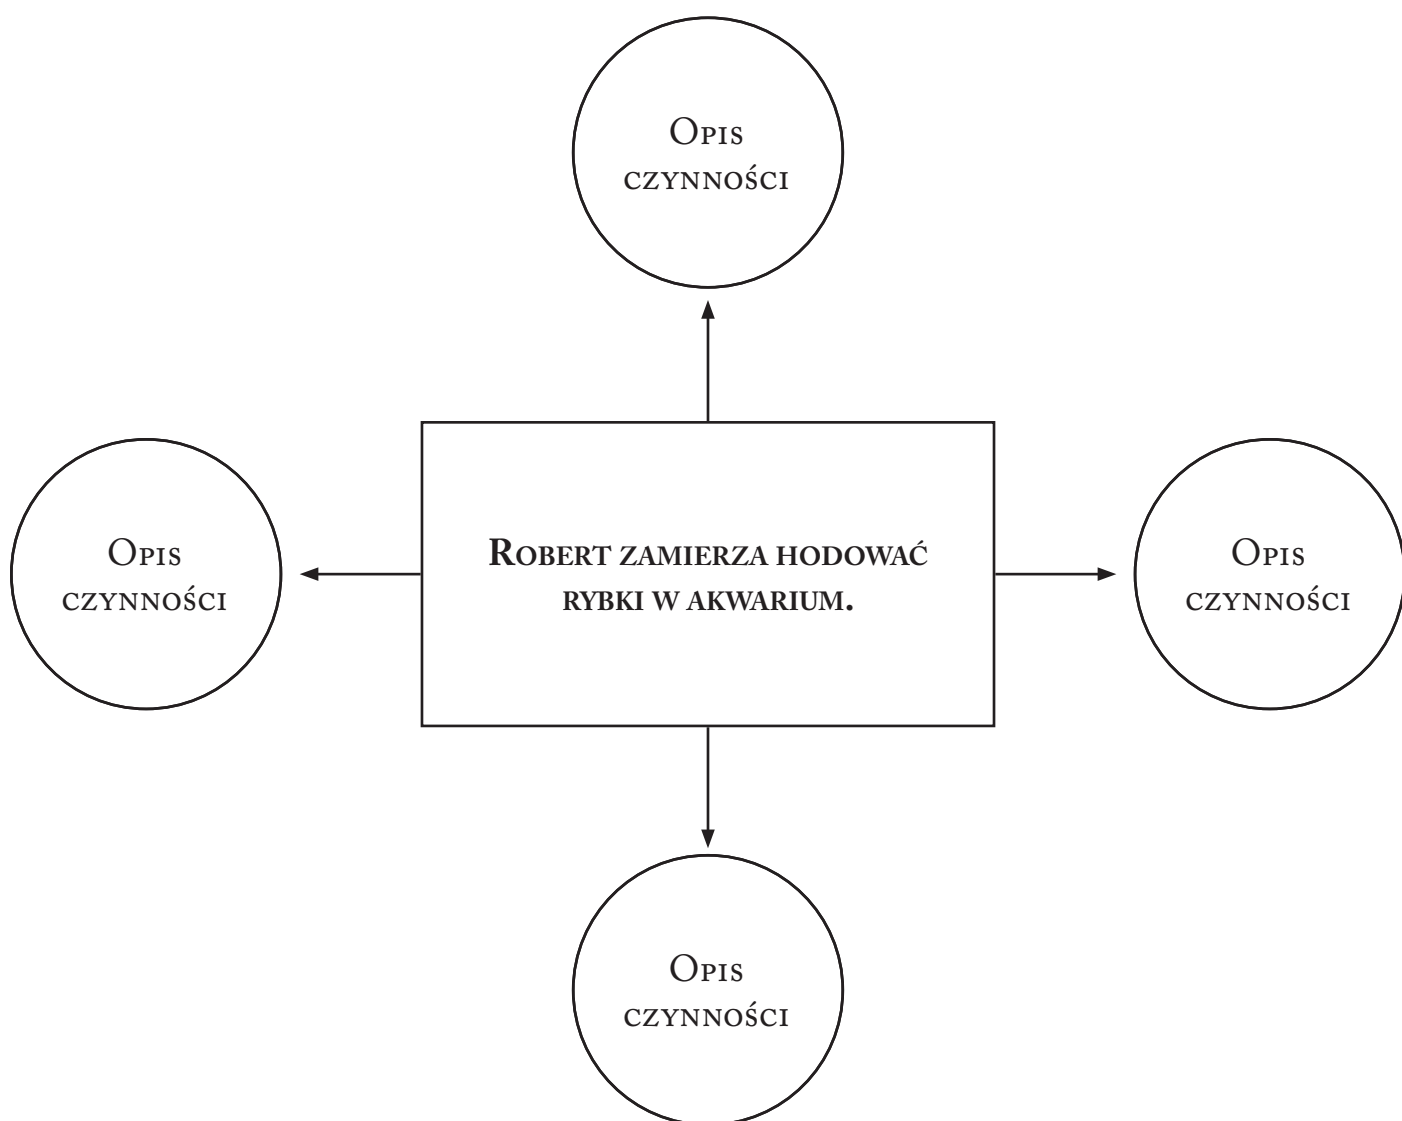 Opis
czynności
Opis
czynności
Robert zamierza hodować
rybki w akwarium.
Opis
czynności
Opis
czynności